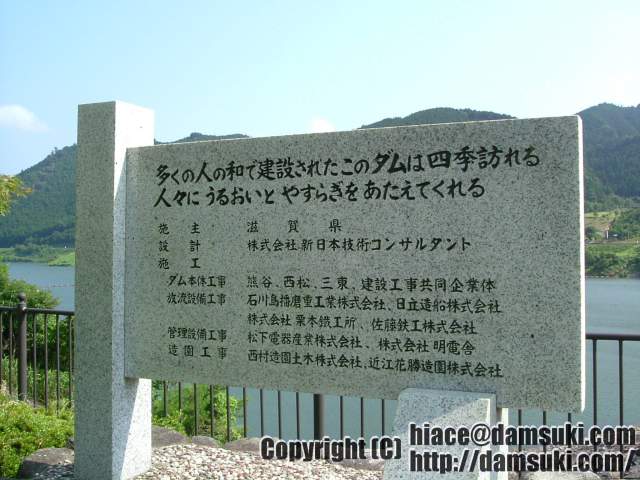 多くの人の和で建設されたこのダムは四季訪れる
人々に うるおいと やすらぎを あたえてくれる
施主 滋賀県
設計 株式会社新日本技術コンサルタント
施工
ダム本体工事 熊谷、西松、三東、建設工事共同企業体
放流設備工事 石川島播磨重工業株式会社、日立造船株式会社
株式会社栗本鐵工所、佐藤鉄工株式会社
管理設備工事 松下電器産業株式会社、株式会社明電舎
造園工事 西村造園土木株式会社、近江花勝造園株式会社
Copyright (C) hiace@damsuki.com
http://damsuki.com/